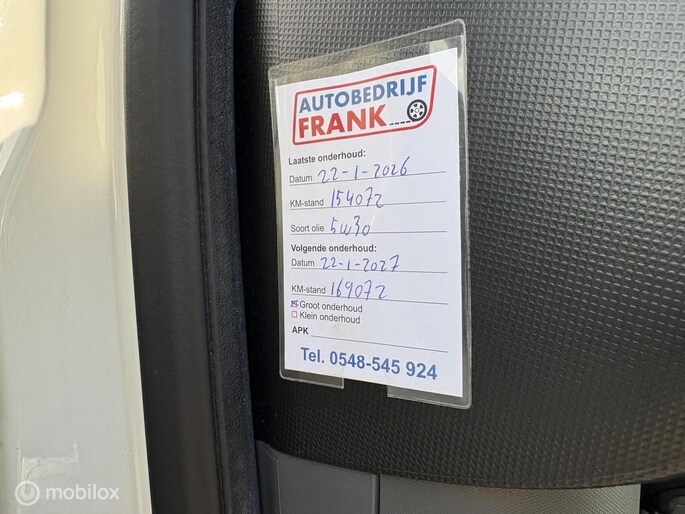 AUTOBEDRIJF
FRANK
Laatste onderhoud:
Datum 22-1-2026
KM-stand 154072
Soort olie 5w30
Volgende onderhoud:
Datum 22-1-2027
KM-stand 169072
Groot onderhoud
Klein onderhoud
APK
Tel. 0548-545 924
mobilox